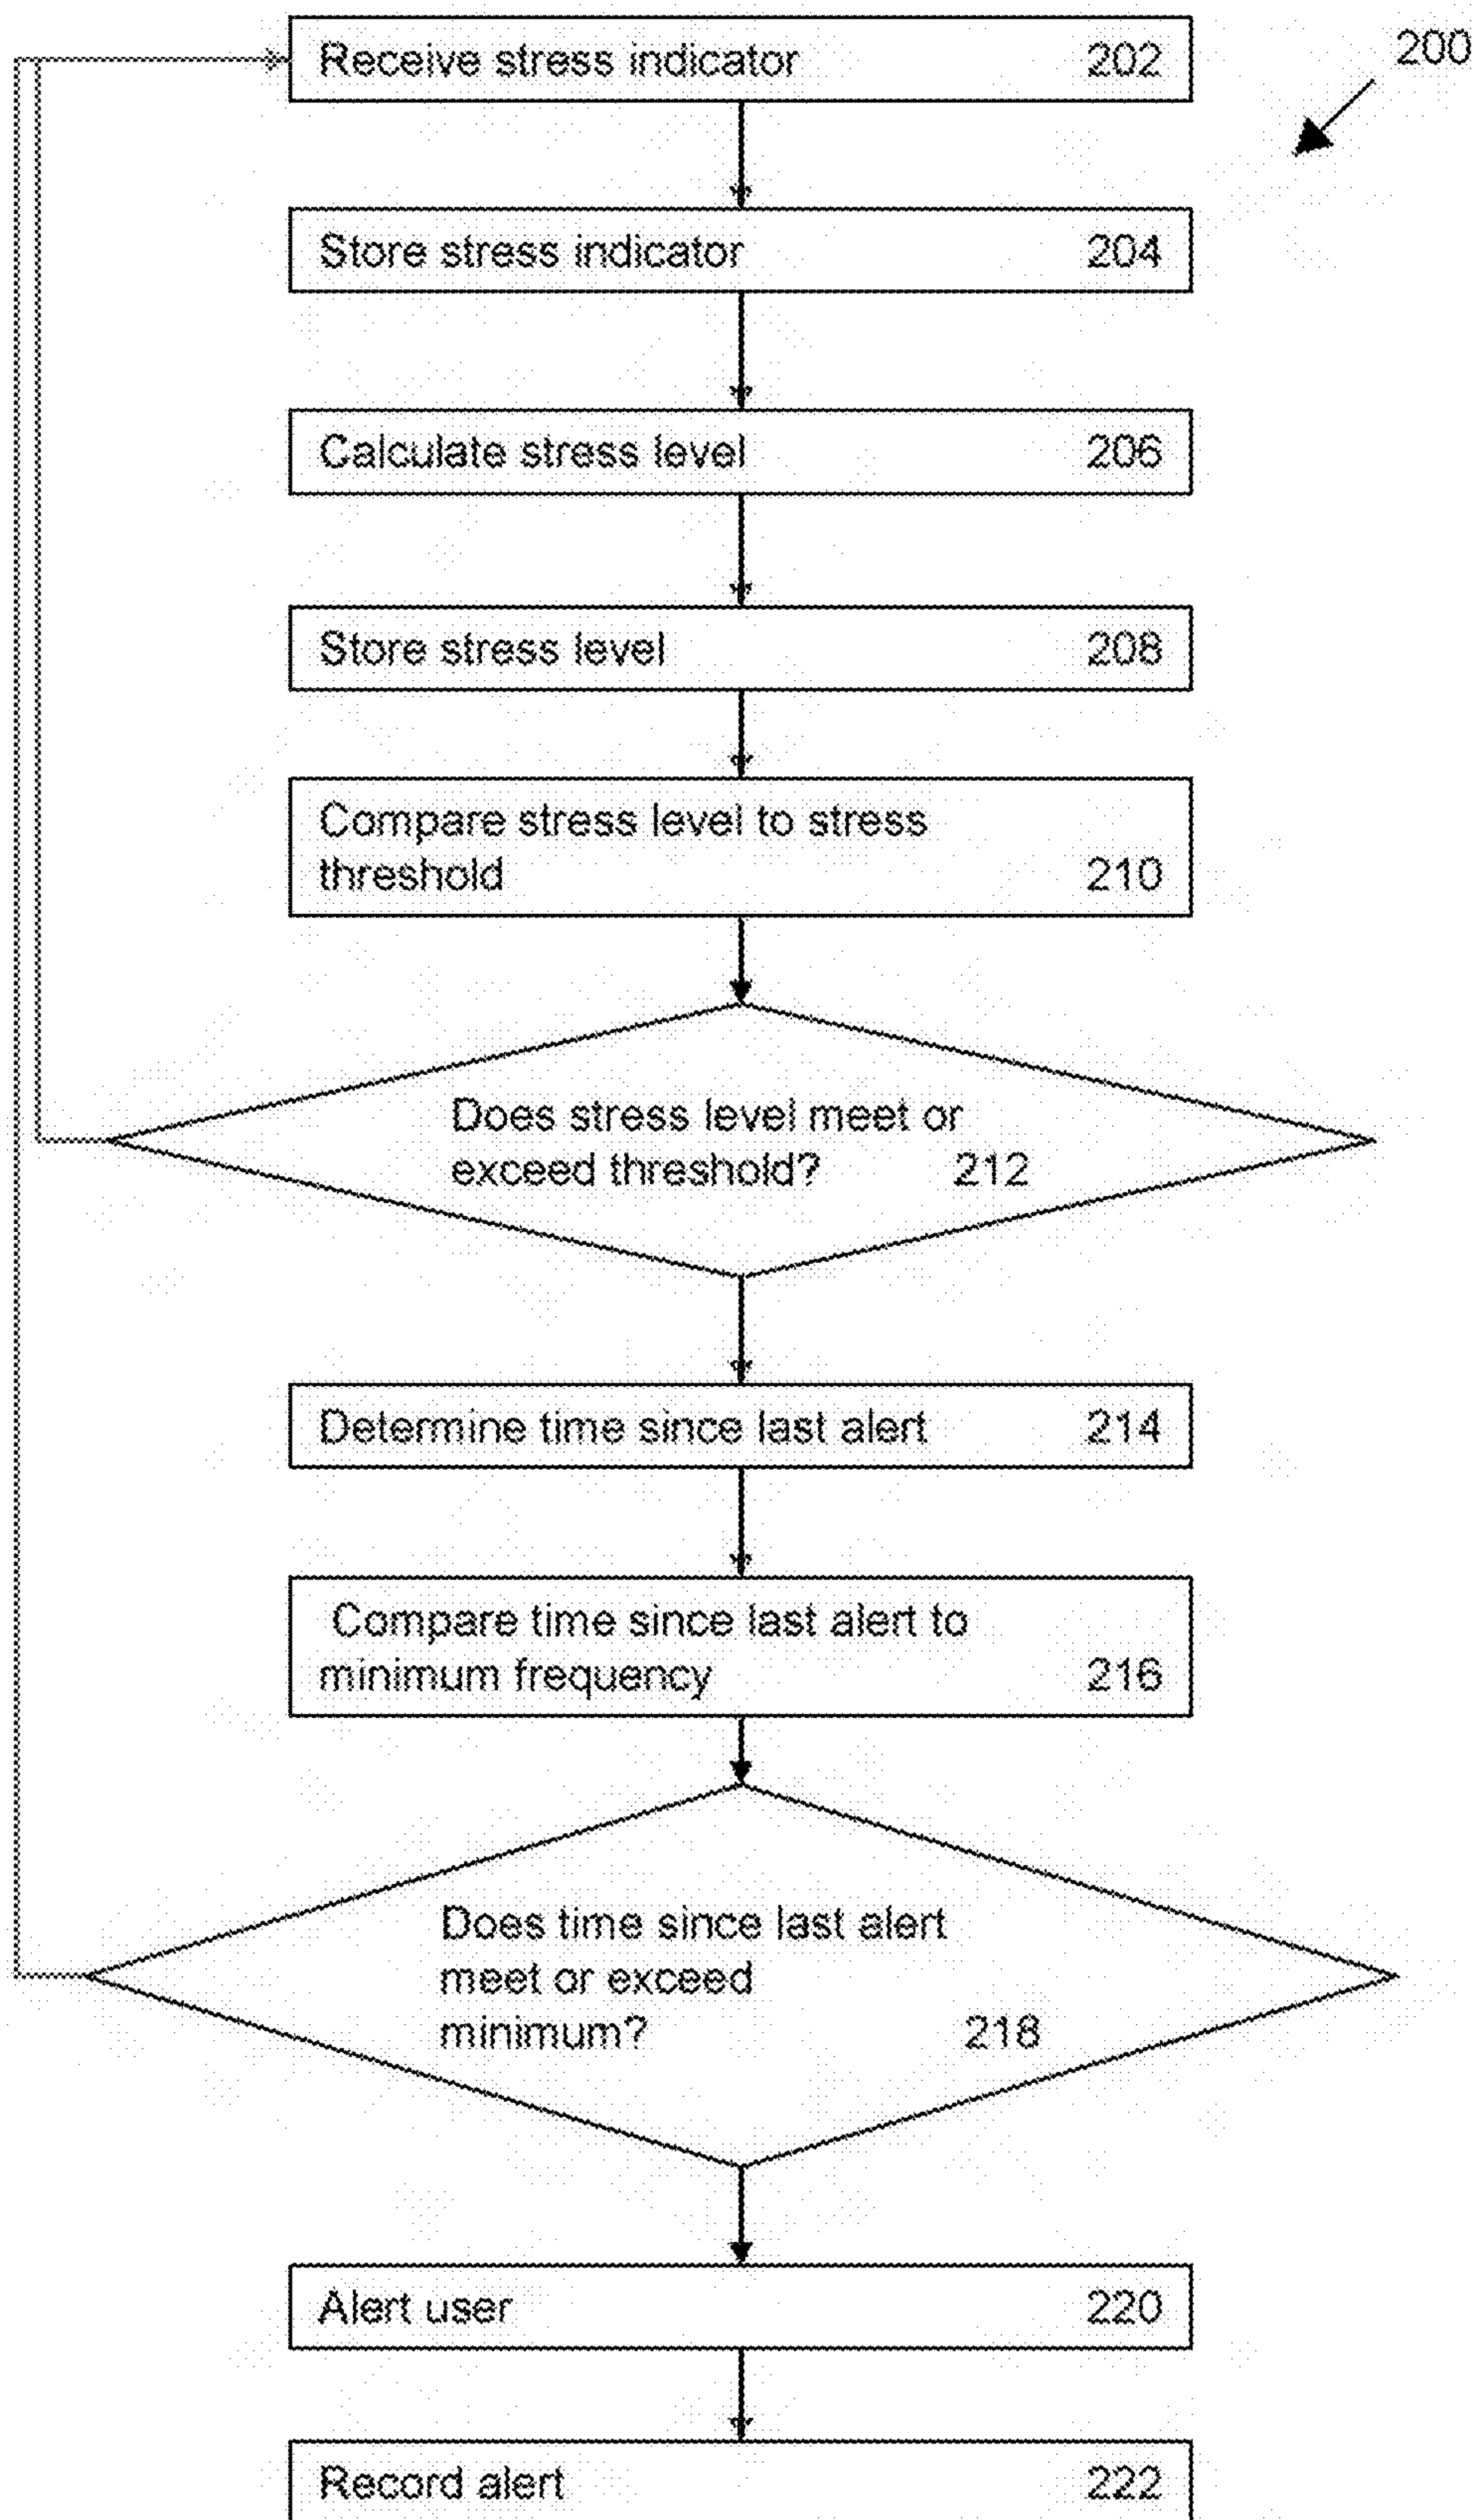 200
Receive stress indicator 202
Store stress indicator 204
Calculate stress level 206
Store stress level 208
Compare stress level to stress
threshold 210
Does stress level meet or
exceed threshold? 212
Determine time since last alert 214
Compare time since last alert to
minimum frequency 216
Does time since last alert
meet or exceed
minimum? 218
Alert user 220
Record alert 222